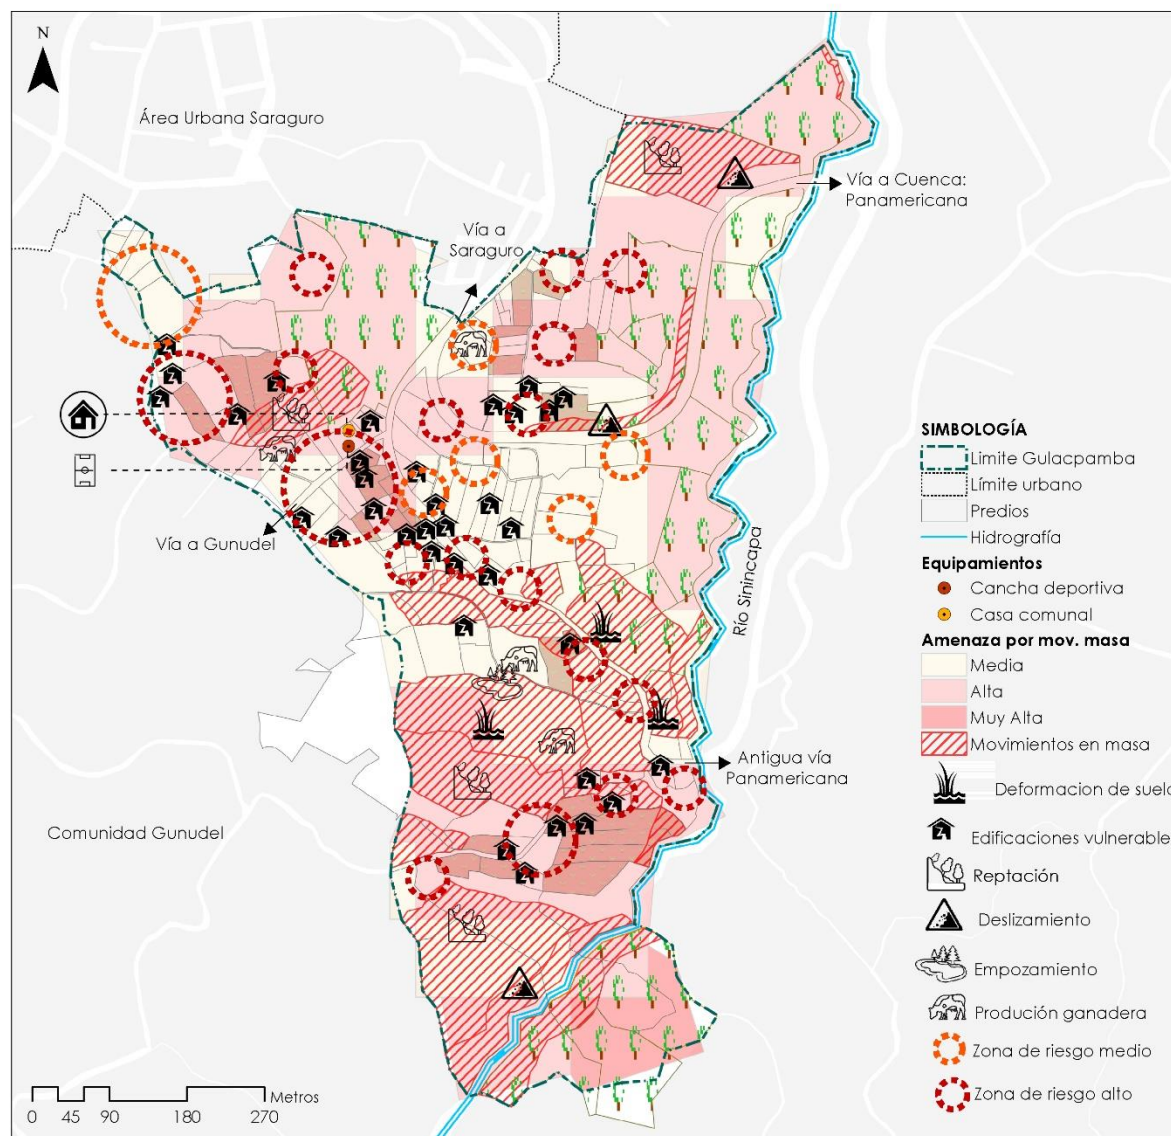 N
Área Urbana Saraguro
Vía a Cuenca:
Panamericana
Vía a
Saraguro
Vía a Gunudel
Río Sinincapa
Antigua vía
Panamericana
Comunidad Gunudel
SIMBOLOGÍA
Limite Gulacpamba
Límite urbano
Predios
Hidrografía
Equipamientos
Cancha deportiva
Casa comunal
Amenaza por mov. masa
Media
Alta
Muy Alta
Movimientos en masa
Deformacion de suelo
Edificaciones vulnerable
Reptación
Deslizamiento
Empozamiento
Produción ganadera
Zona de riesgo medio
Zona de riesgo alto
Metros
0 45 90 180 270